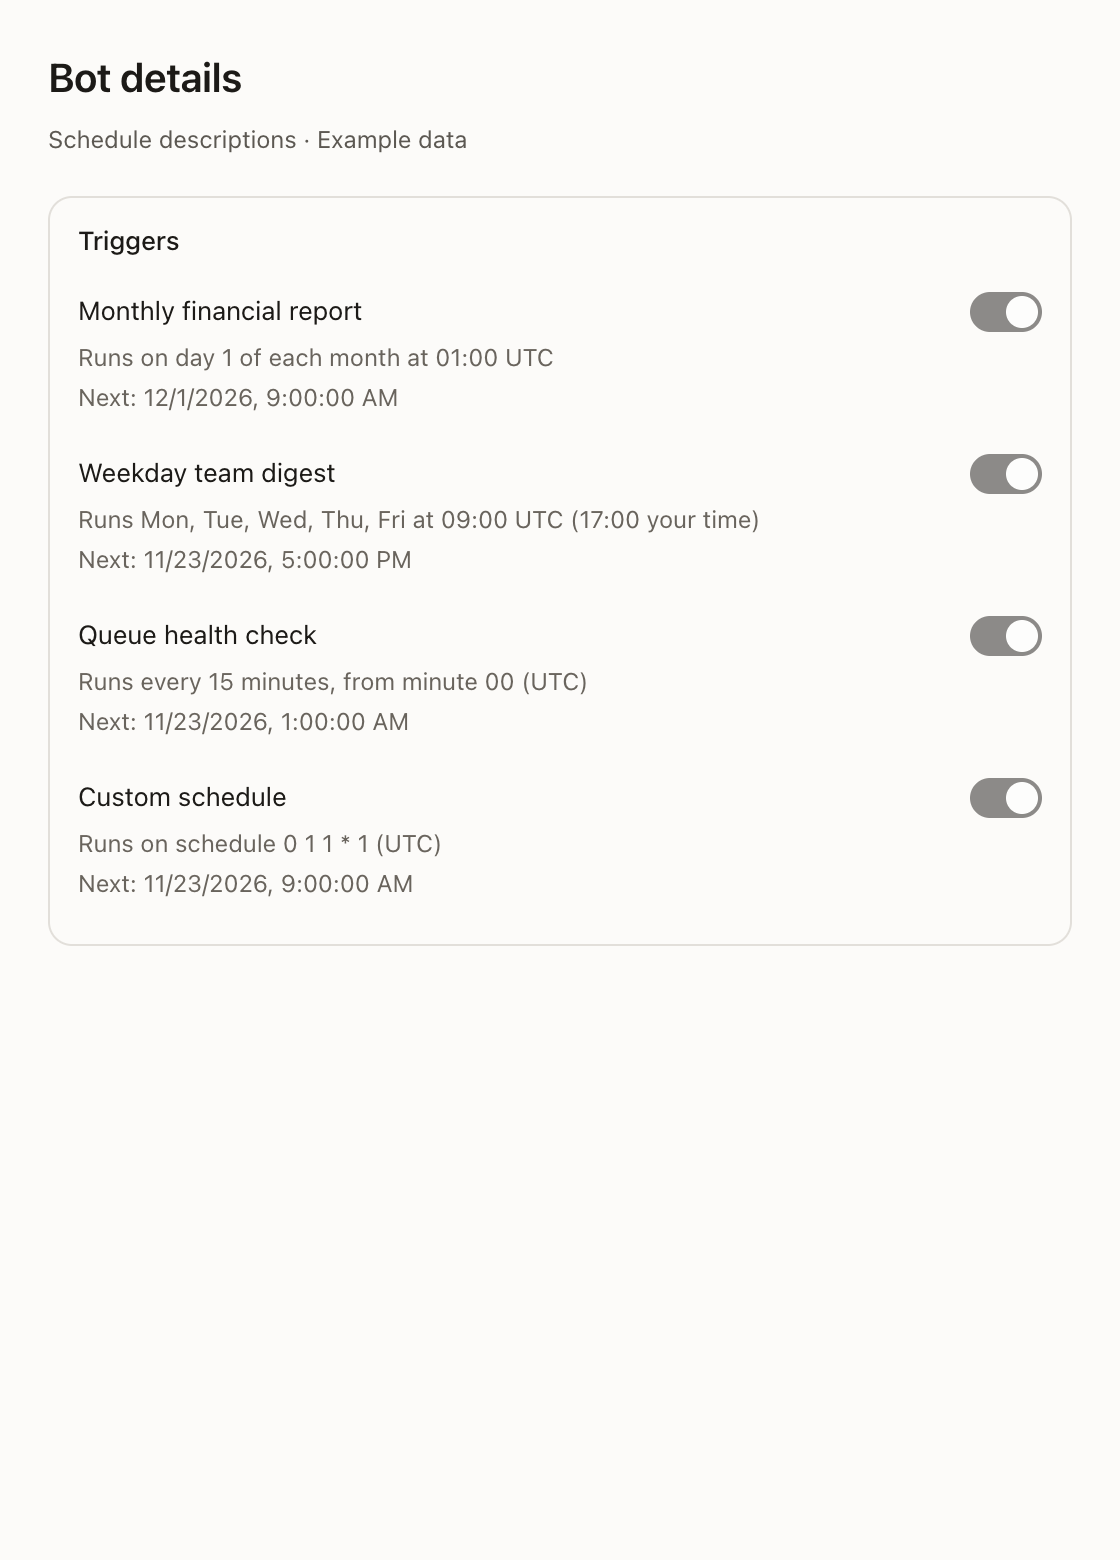 Bot details
Schedule descriptions · Example data
Triggers
Monthly financial report
Runs on day 1 of each month at 01:00 UTC
Next: 12/1/2026, 9:00:00 AM
Weekday team digest
Runs Mon, Tue, Wed, Thu, Fri at 09:00 UTC (17:00 your time)
Next: 11/23/2026, 5:00:00 PM
Queue health check
Runs every 15 minutes, from minute 00 (UTC)
Next: 11/23/2026, 1:00:00 AM
Custom schedule
Runs on schedule 0 1 1 * 1 (UTC)
Next: 11/23/2026, 9:00:00 AM